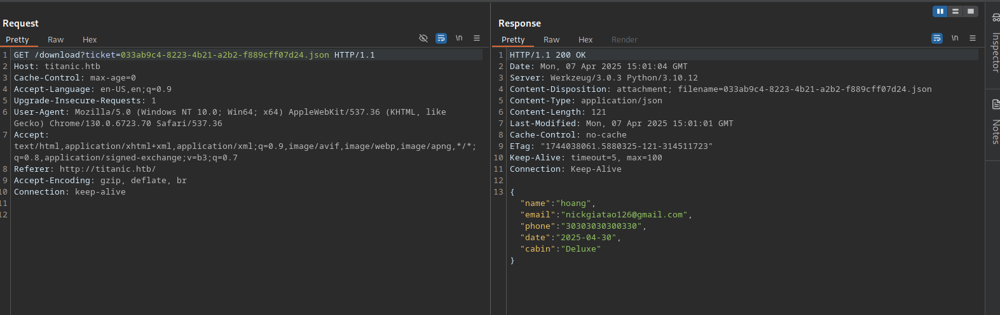 Request
Pretty Raw Hex \n
1 GET /download?ticket=033ab9c4-8223-4b21-a2b2-f889cff07d24.json HTTP/1.1
2 Host: titanic.htb
3 Cache-Control: max-age=0
4 Accept-Language: en-US,en;q=0.9
5 Upgrade-Insecure-Requests: 1
6 User-Agent: Mozilla/5.0 (Windows NT 10.0; Win64; x64) AppleWebKit/537.36 (KHTML, like
Gecko) Chrome/130.0.6723.70 Safari/537.36
7 Accept:
text/html,application/xhtml+xml,application/xml;q=0.9,image/avif,image/webp,image/apng,*/*;
q=0.8,application/signed-exchange;v=b3;q=0.7
8 Referer: http://titanic.htb/
9 Accept-Encoding: gzip, deflate, br
10 Connection: keep-alive
11
12
Response
Pretty Raw Hex Render \n
1 HTTP/1.1 200 OK
2 Date: Mon, 07 Apr 2025 15:01:04 GMT
3 Server: Werkzeug/3.0.3 Python/3.10.12
4 Content-Disposition: attachment; filename=033ab9c4-8223-4b21-a2b2-f889cff07d24.json
5 Content-Type: application/json
6 Content-Length: 121
7 Last-Modified: Mon, 07 Apr 2025 15:01:01 GMT
8 Cache-Control: no-cache
9 ETag: "1744038061.5880325-121-314511723"
10 Keep-Alive: timeout=5, max=100
11 Connection: Keep-Alive
12
13 {
"name":"hoang",
"email":"nickgiatao126@gmail.com",
"phone":"30303030300330",
"date":"2025-04-30",
"cabin":"Deluxe"
}
Inspector
Notes